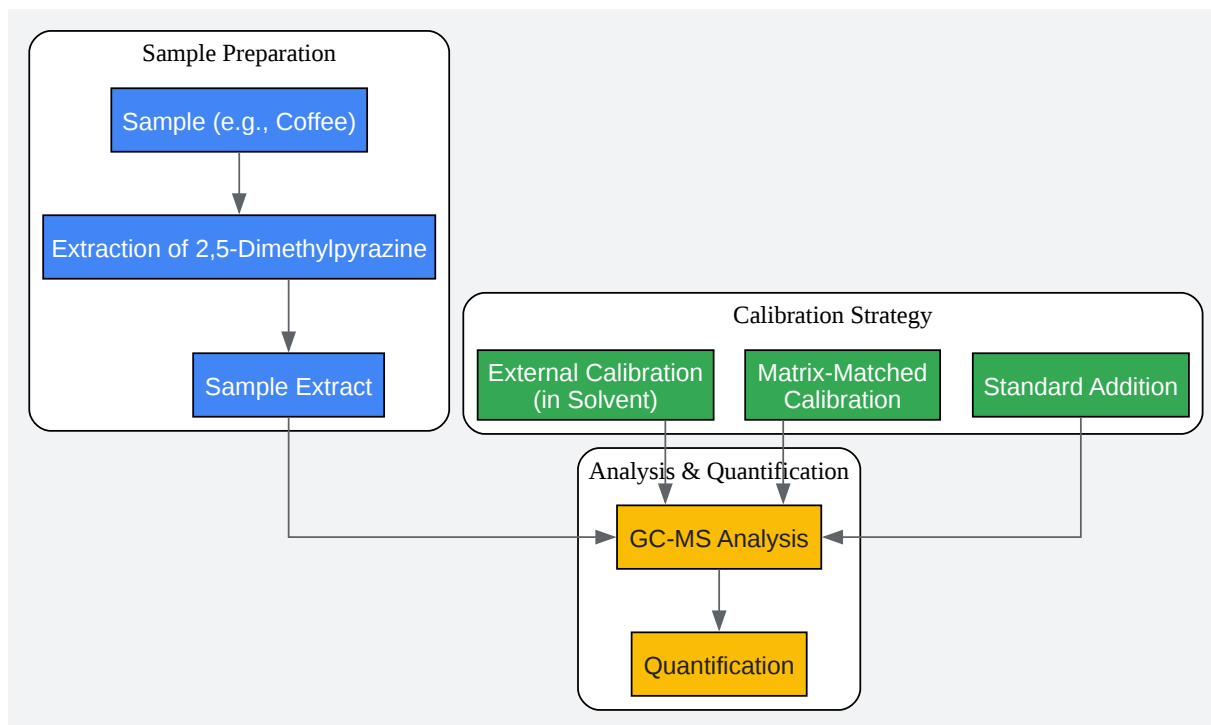 Sample Preparation
Sample (e.g., Coffee)
Extraction of 2,5-Dimethylpyrazine
Sample Extract
Calibration Strategy
External Calibration
(in Solvent)
Matrix-Matched
Calibration
Standard Addition
Analysis & Quantification
GC-MS Analysis
Quantification